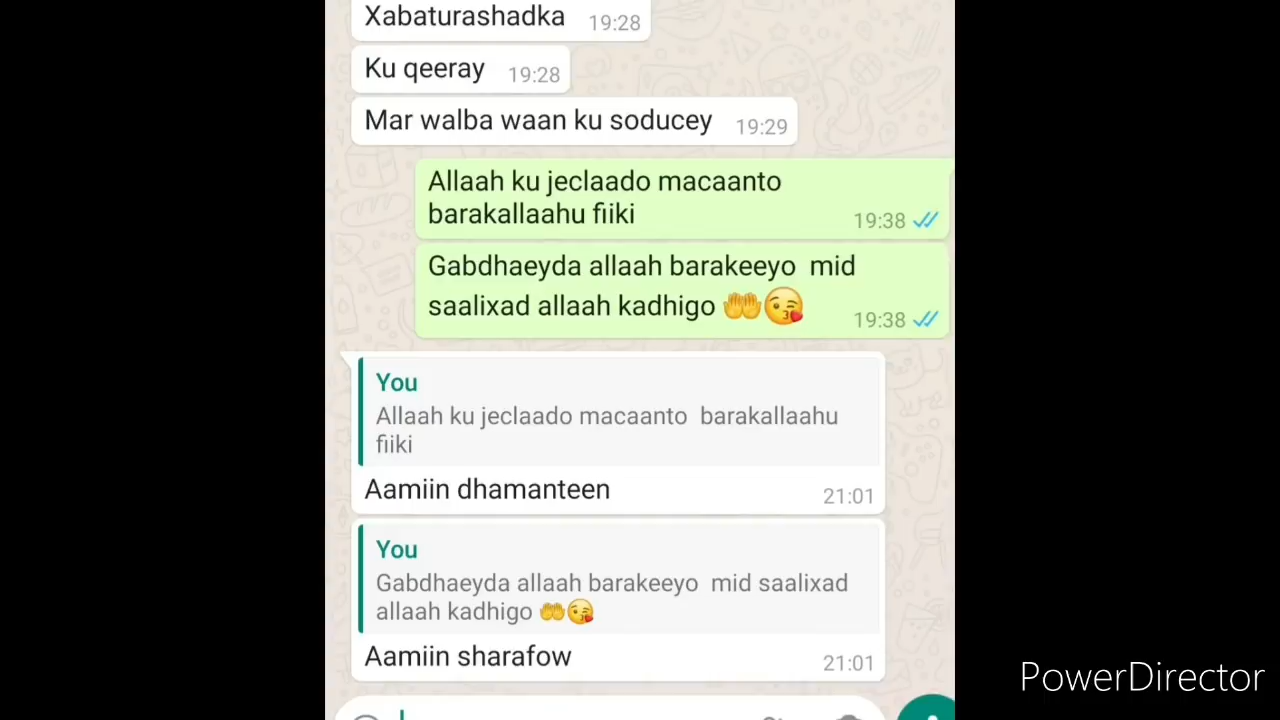 Xabaturashadka 19:28
Ku qeeray 19:28
Mar walba waan ku soducey 19:29
Allaah ku jeclaado macaanto
barakallaahu fiiki 19:38
Gabdhaeyda allaah barakeeyo mid
saalixad allaah kadhigo 🤲😘 19:38
You
Allaah ku jeclaado macaanto barakallaahu
fiiki
Aamiin dhamanteen 21:01
You
Gabdhaeyda allaah barakeeyo mid saalixad
allaah kadhigo 🤲😘
Aamiin sharafow 21:01
PowerDirector